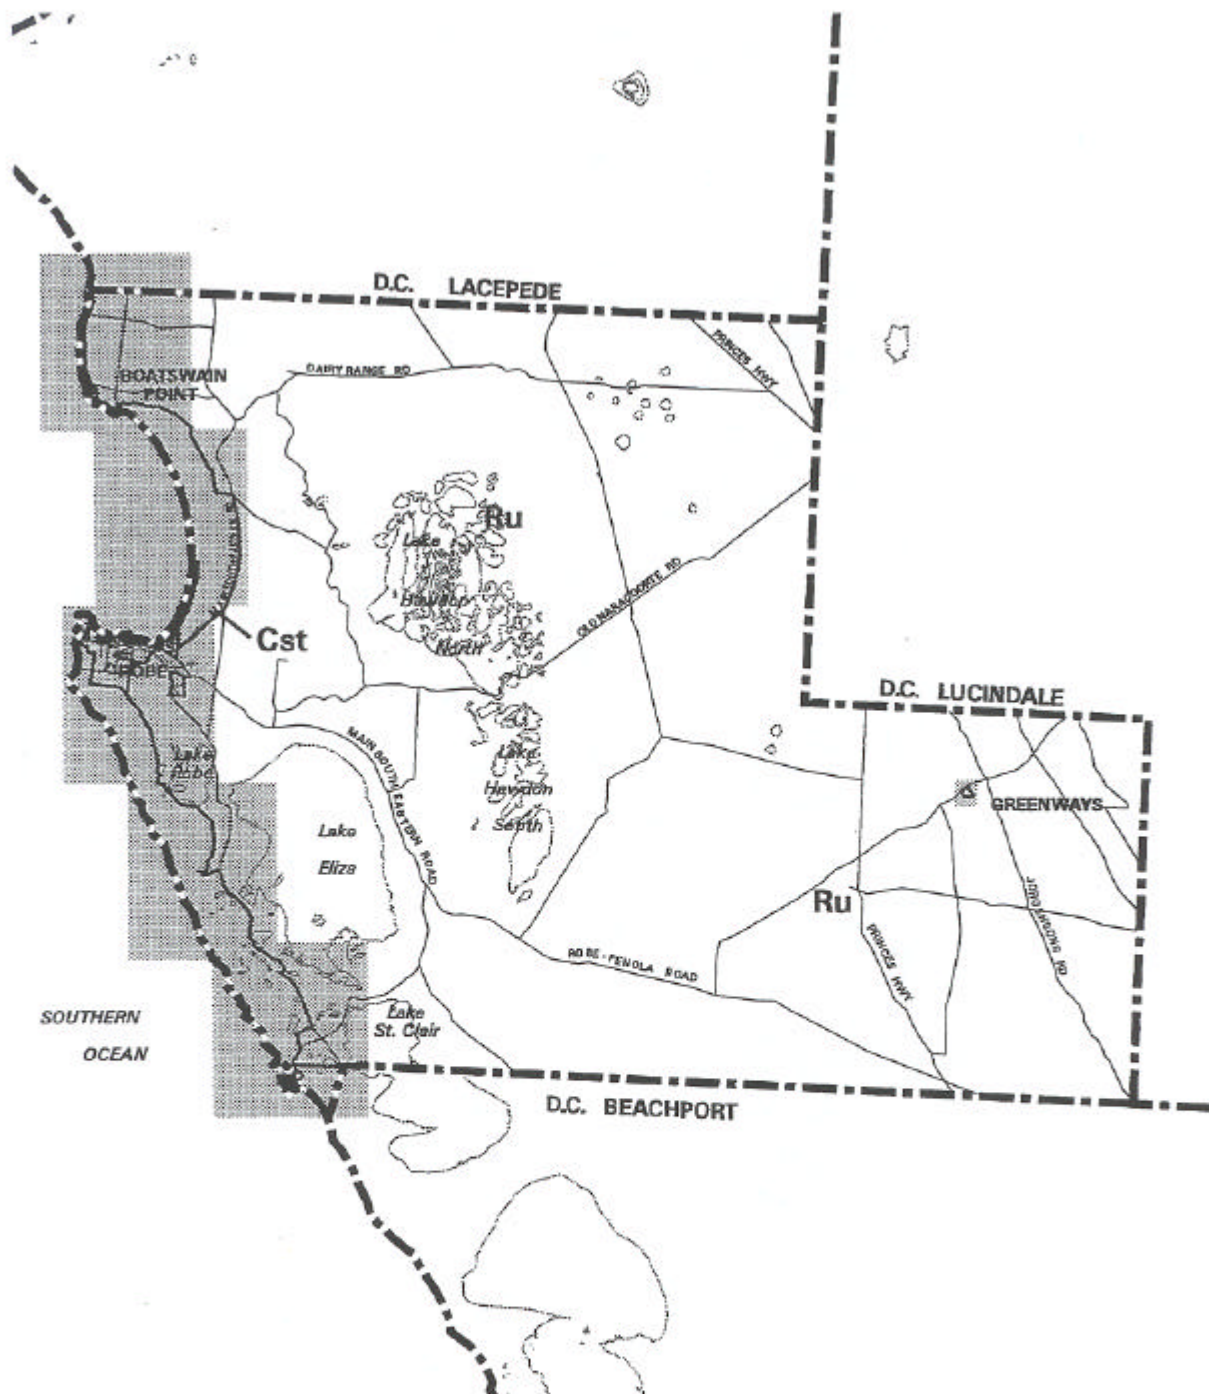 D.C. LACEPEDE
PRINCES HWY
BOATSWAIN
POINT
DAIRY RANGE RD
Ru
Lake
Hawdon
North
OLD NARACOORTE RD
Cst
ROBE
D.C. LUCINDALE
MAIN SOUTH EASTERN ROAD
Lake
Robe
Lake
Hawdon
South
GREENWAYS
Lake
Eliza
Ru
PRINCES HWY
ROBE-PENOLA ROAD
SOUTHERN
OCEAN
Lake
St. Clair
D.C. BEACHPORT